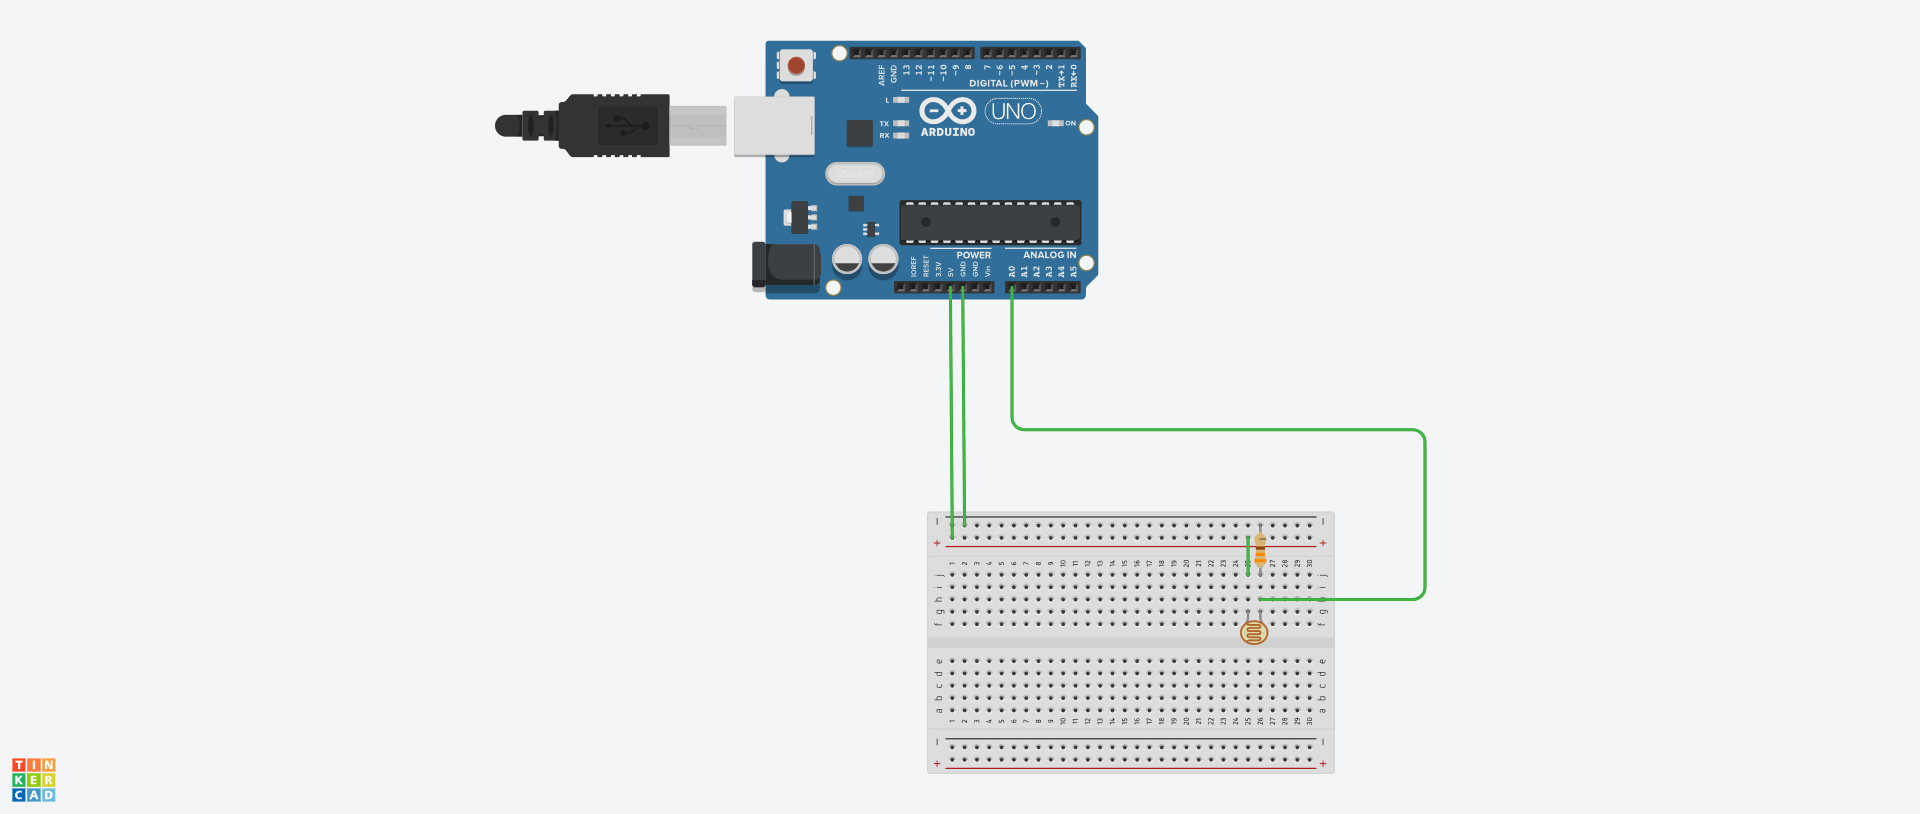 AREF
GND
13
12
~11
~10
~9
8
7
~6
~5
4
~3
2
TX→1
RX←0
DIGITAL (PWM~)
L
TX
RX
ARDUINO
UNO
ON
POWER
ANALOG IN
IOREF
RESET
3.3V
5V
GND
GND
Vin
A0
A1
A2
A3
A4
A5
+ +
1 2 3 4 5 6 7 8 9 10 11 12 13 14 15 16 17 18 19 20 21 22 23 24 27 28 29 30
j j
i i
h
g g
f f
e e
d d
c c
b b
a a
1 2 3 4 5 6 7 8 9 10 11 12 13 14 15 16 17 18 19 20 21 22 23 24 25 26 27 28 29 30
+ +
TIN
KER
CAD